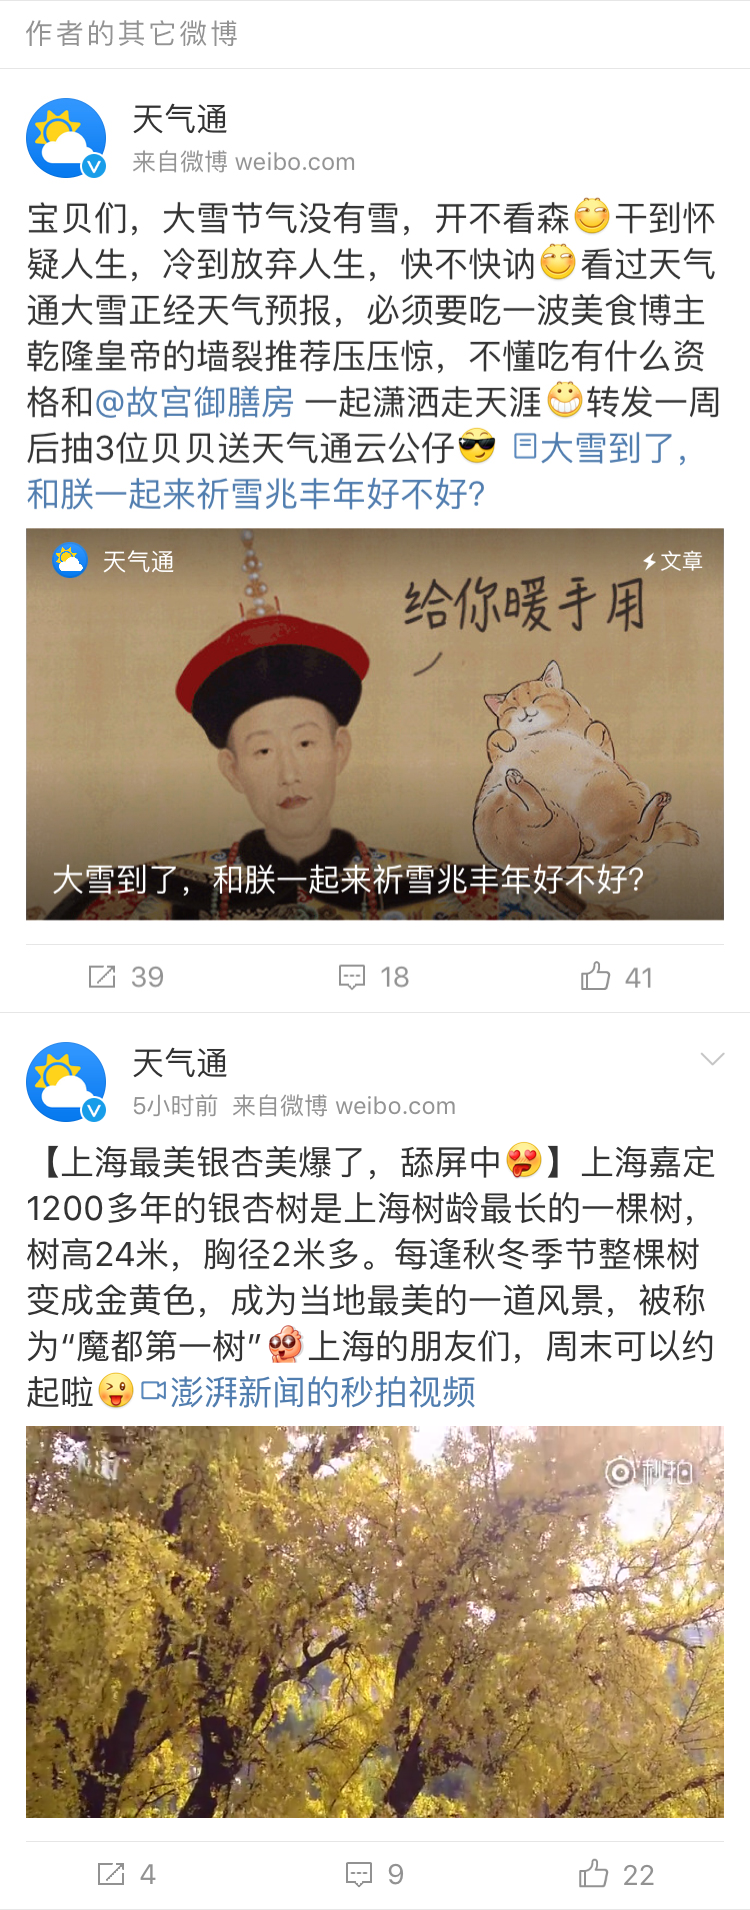 作者的其它微博
天气通
来自微博 weibo.com
宝贝们，大雪节气没有雪，开不看森干到怀
疑人生，冷到放弃人生，快不快讷看过天气
通大雪正经天气预报，必须要吃一波美食博主
乾隆皇帝的墙裂推荐压压惊，不懂吃有什么资
格和@故宫御膳房 一起潇洒走天涯转发一周
后抽3位贝贝送天气通云公仔 大雪到了，
和朕一起来祈雪兆丰年好不好?
天气通
文章
给你暖手用
大雪到了，和朕一起来祈雪兆丰年好不好?
39
18
41
天气通
5小时前 来自微博 weibo.com
【上海最美银杏美爆了，舔屏中】上海嘉定
1200多年的银杏树是上海树龄最长的一棵树，
树高24米，胸径2米多。每逢秋冬季节整棵树
变成金黄色，成为当地最美的一道风景，被称
为“魔都第一树”上海的朋友们，周末可以约
起啦澎湃新闻的秒拍视频
秒拍
4
9
22